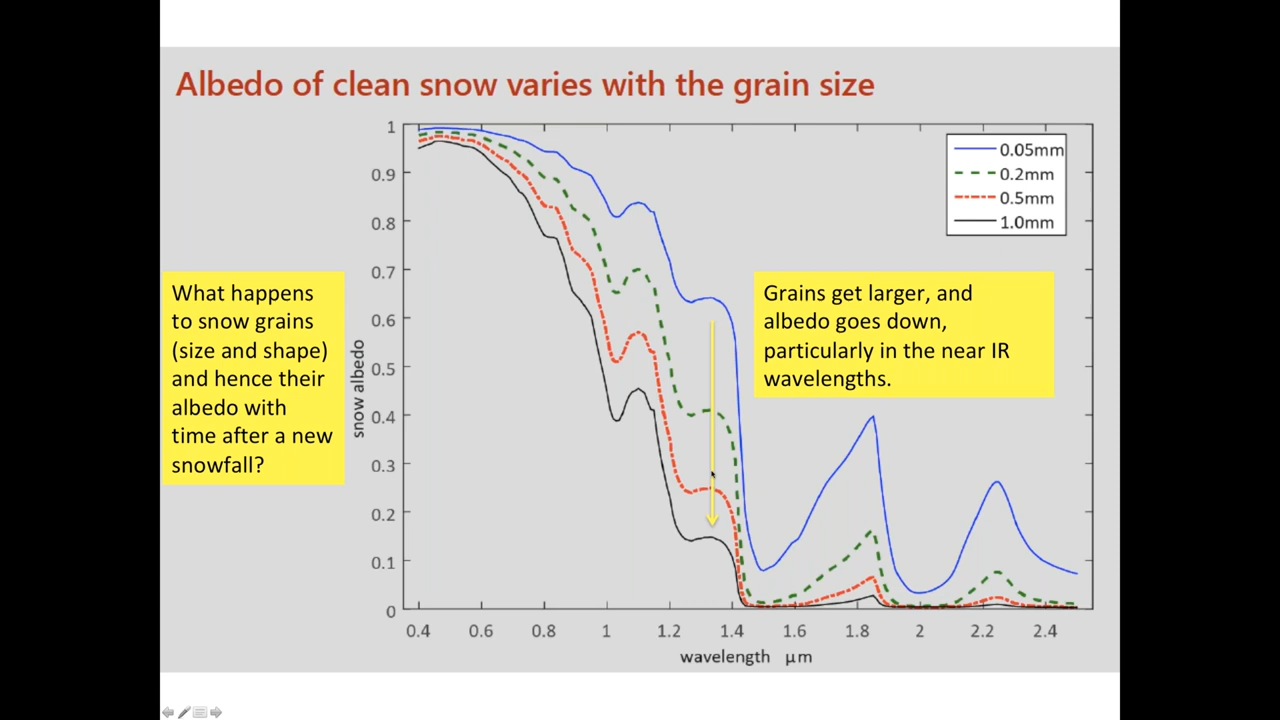 Albedo of clean snow varies with the grain size
What happens
to snow grains
(size and shape)
and hence their
albedo with
time after a new
snowfall?
snow albedo
1
0.9
0.8
0.7
0.6
0.5
0.4
0.3
0.2
0.1
0
0.05mm
0.2mm
0.5mm
1.0mm
Grains get larger, and
albedo goes down,
particularly in the near IR
wavelengths.
0.4 0.6 0.8 1 1.2 1.4 1.6 1.8 2 2.2 2.4
wavelength μm